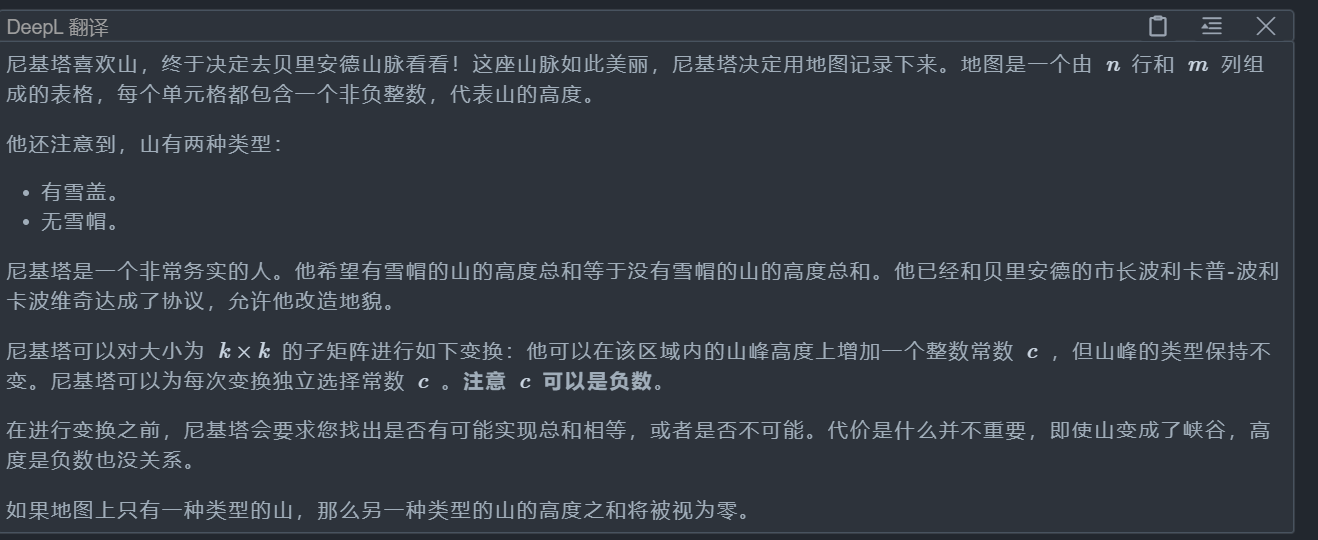 DeepL 翻译
尼基塔喜欢山，终于决定去贝里安德山脉看看！这座山脉如此美丽，尼基塔决定用地图记录下来。地图是一个由 n 行和 m 列组
成的表格，每个单元格都包含一个非负整数，代表山的高度。
他还注意到，山有两种类型：
• 有雪盖。
• 无雪帽。
尼基塔是一个非常务实的人。他希望有雪帽的山的高度总和等于没有雪帽的山的高度总和。他已经和贝里安德的市长波利卡普-波利
卡波维奇达成了协议，允许他改造地貌。
尼基塔可以对大小为 k × k 的子矩阵进行如下变换：他可以在该区域内的山峰高度上增加一个整数常数 c ，但山峰的类型保持不
变。尼基塔可以为每次变换独立选择常数 c 。注意 c 可以是负数。
在进行变换之前，尼基塔会要求您找出是否有可能实现总和相等，或者是否不可能。代价是什么并不重要，即使山变成了峡谷，高
度是负数也没关系。
如果地图上只有一种类型的山，那么另一种类型的山的高度之和将被视为零。